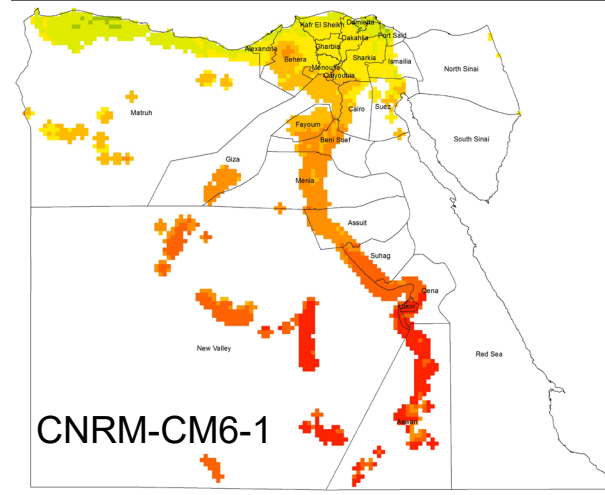 Kafr El Sheikh
Damietta
Dakahlia
Port Said
Alexandria
Gharbia
Behera
Sharkia
Ismailia
Menoufia
Qalyoubia
North Sinai
Matruh
Cairo
Suez
Fayoum
Beni Suef
South Sinai
Giza
Menia
Assuit
Suhag
Qena
New Valley
Red Sea
Aswan
CNRM-CM6-1